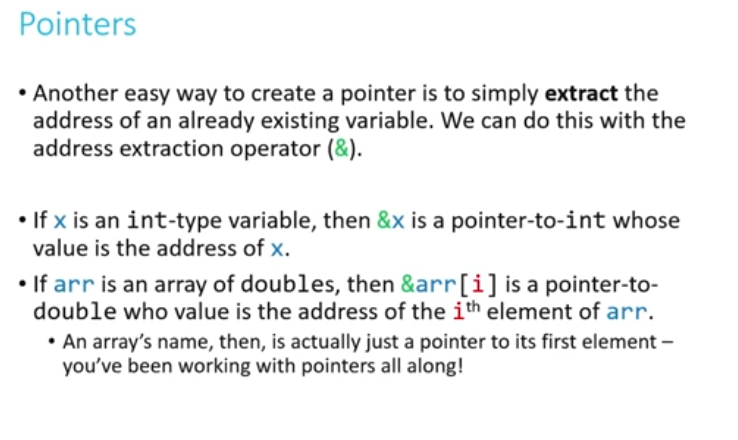 Pointers
• Another easy way to create a pointer is to simply extract the
address of an already existing variable. We can do this with the
address extraction operator (&).
• If x is an int-type variable, then &x is a pointer-to-int whose
value is the address of x.
• If arr is an array of doubles, then &arr[i] is a pointer-to-
double who value is the address of the iᵗʰ element of arr.
• An array’s name, then, is actually just a pointer to its first element –
you’ve been working with pointers all along!